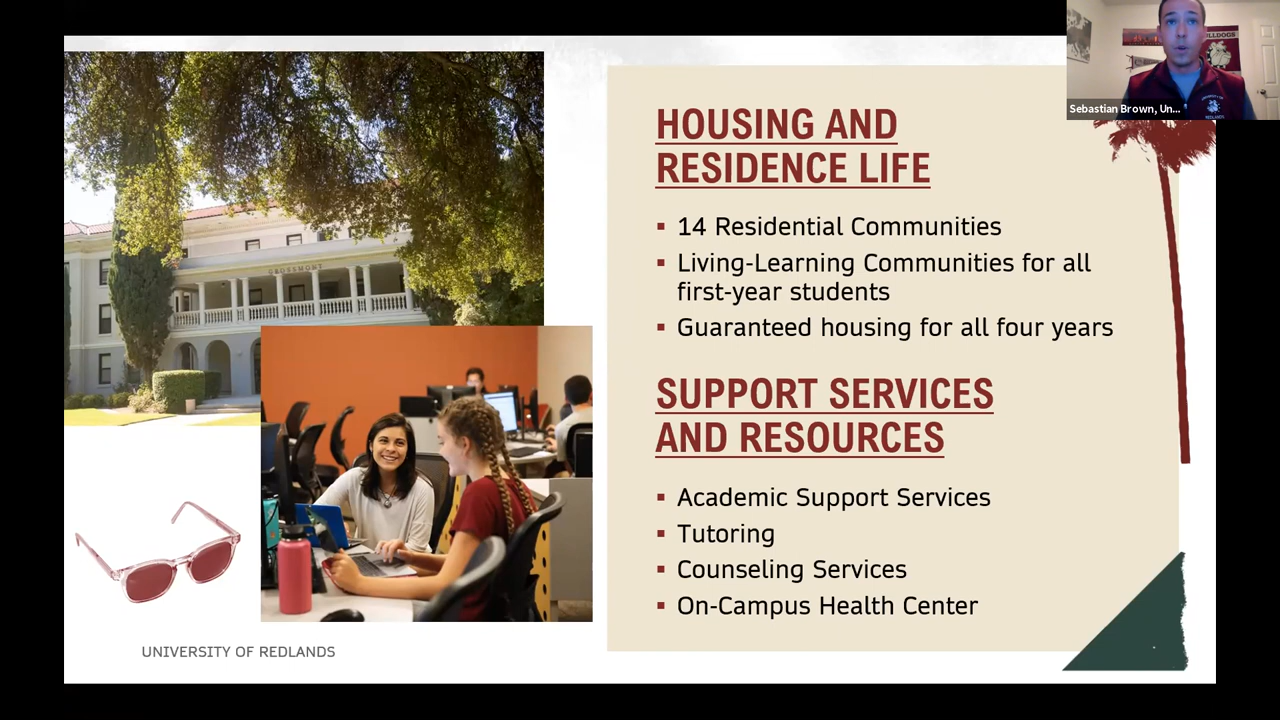 HOUSING AND
RESIDENCE LIFE
▪ 14 Residential Communities
▪ Living-Learning Communities for all
first-year students
▪ Guaranteed housing for all four years
SUPPORT SERVICES
AND RESOURCES
▪ Academic Support Services
▪ Tutoring
▪ Counseling Services
▪ On-Campus Health Center
UNIVERSITY OF REDLANDS
GROSSMONT
Sebastian Brown, Un...